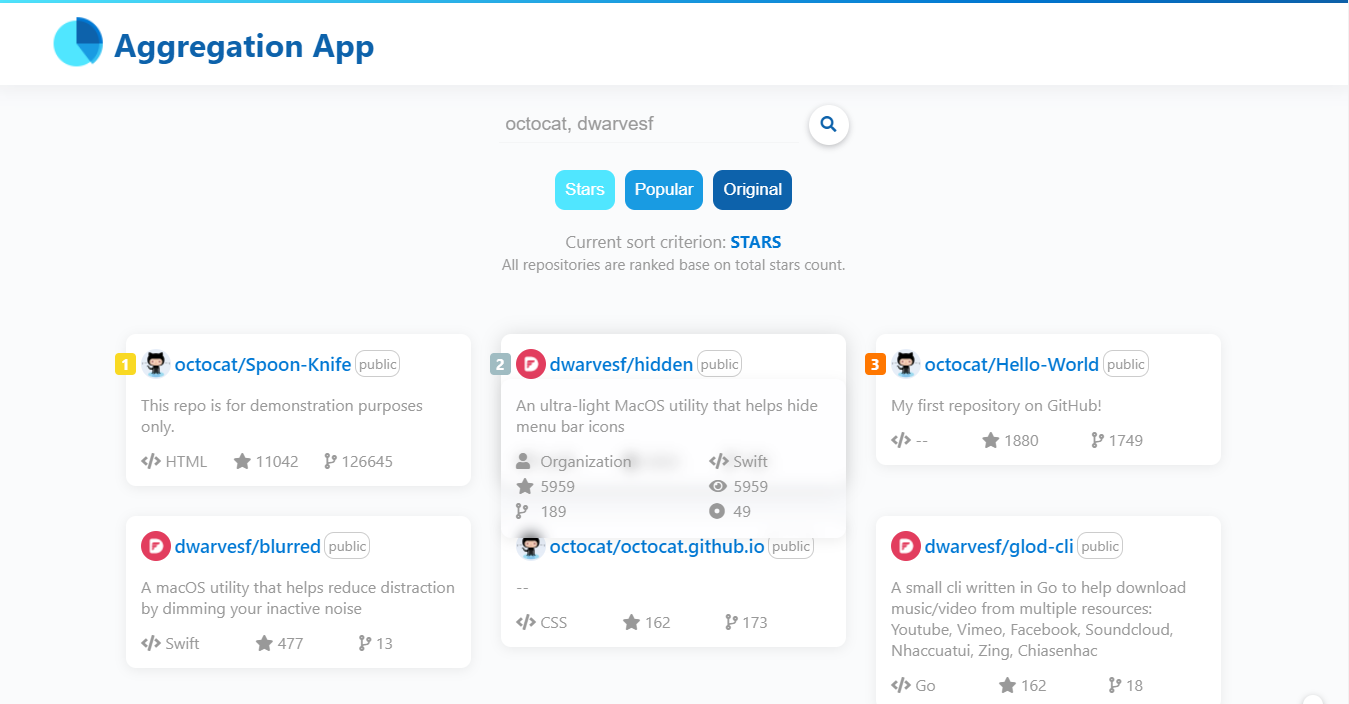 Aggregation App
octocat, dwarvesf
Stars Popular Original
Current sort criterion: STARS
All repositories are ranked base on total stars count.
1 octocat/Spoon-Knife public
This repo is for demonstration purposes
only.
HTML 11042 126645
2 dwarvesf/hidden public
An ultra-light MacOS utility that helps hide
menu bar icons
Organization Swift
5959 5959
189 49
3 octocat/Hello-World public
My first repository on GitHub!
-- 1880 1749
dwarvesf/blurred public
A macOS utility that helps reduce distraction
by dimming your inactive noise
Swift 477 13
octocat/octocat.github.io public
--
CSS 162 173
dwarvesf/glod-cli public
A small cli written in Go to help download
music/video from multiple resources:
Youtube, Vimeo, Facebook, Soundcloud,
Nhaccuatui, Zing, Chiasenhac
Go 162 18